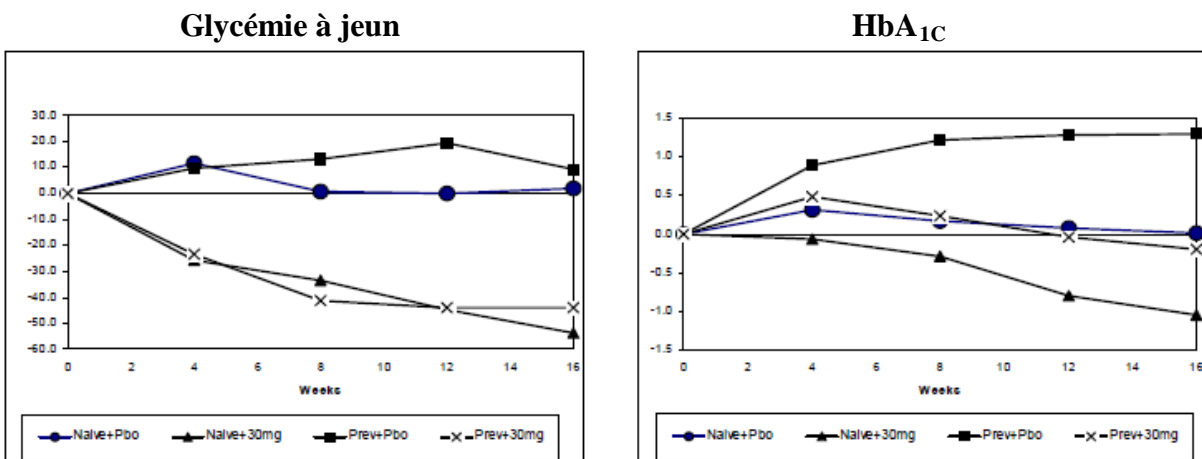 Glycémie à jeun
30.0
20.0
10.0
0.0
-10.0
-20.0
-30.0
-40.0
-50.0
-60.0
0 2 4 6 8 10 12 14 16
Weeks
Naive+Pbo Naive+30mg Prev+Pbo Prev+30mg
HbA1C
1.5
1.0
0.5
0.0
-0.5
-1.0
-1.5
0 2 4 6 8 10 12 14 16
Weeks
Naive+Pbo Naive+30mg Prev+Pbo Prev+30mg